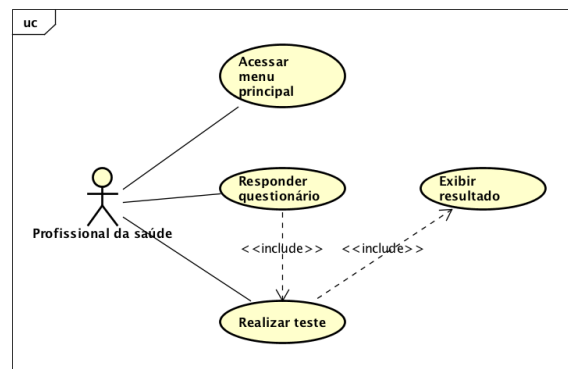 uc
Acessar
menu
principal
Responder
questionário
Exibir
resultado
Profissional da saúde
<<include>>
<<include>>
Realizar teste